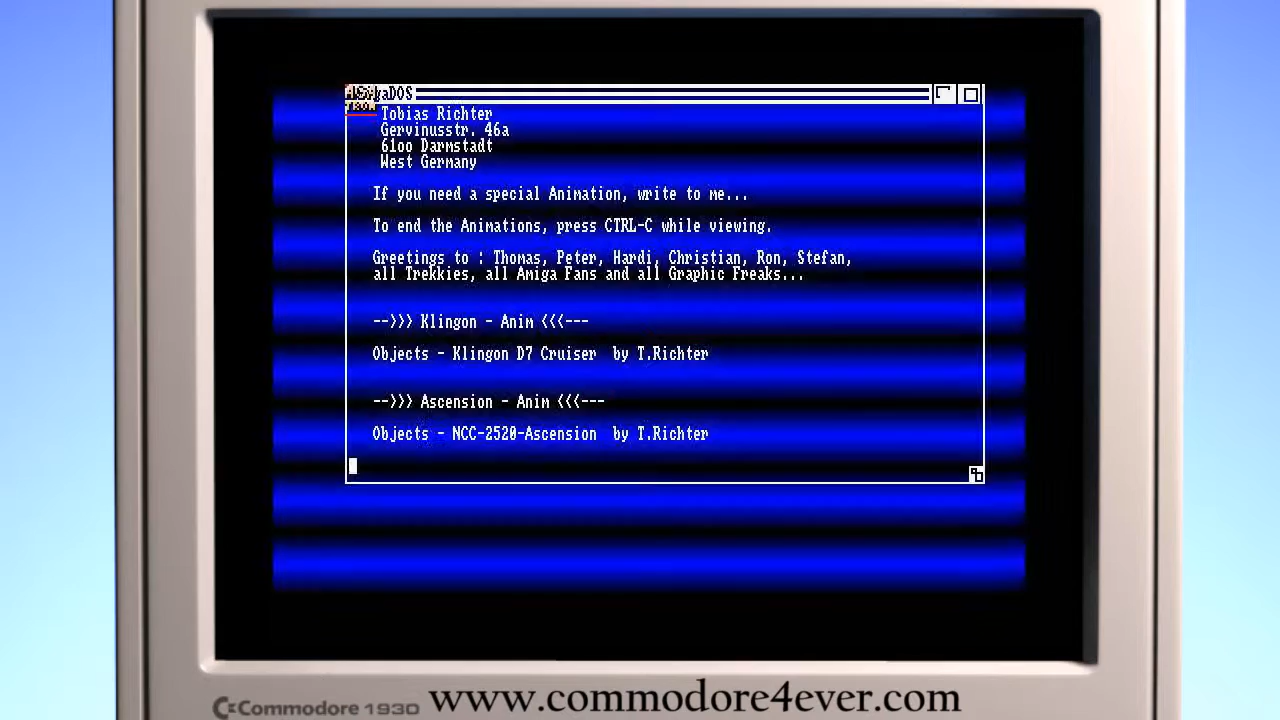 AmigaDOS
Tobias Richter
Gervinusstr. 46a
6loo Darmstadt
West Germany
If you need a special Animation, write to me...
To end the Animations, press CTRL-C while viewing.
Greetings to : Thomas, Peter, Hardi, Christian, Ron, Stefan,
all Trekkies, all Amiga Fans and all Graphic Freaks...
-->>> Klingon - Anim <<<---
Objects - Klingon D7 Cruiser by T.Richter
-->>> Ascension - Anim <<<---
Objects - NCC-2520-Ascension by T.Richter
Commodore 1930
www.commodore4ever.com